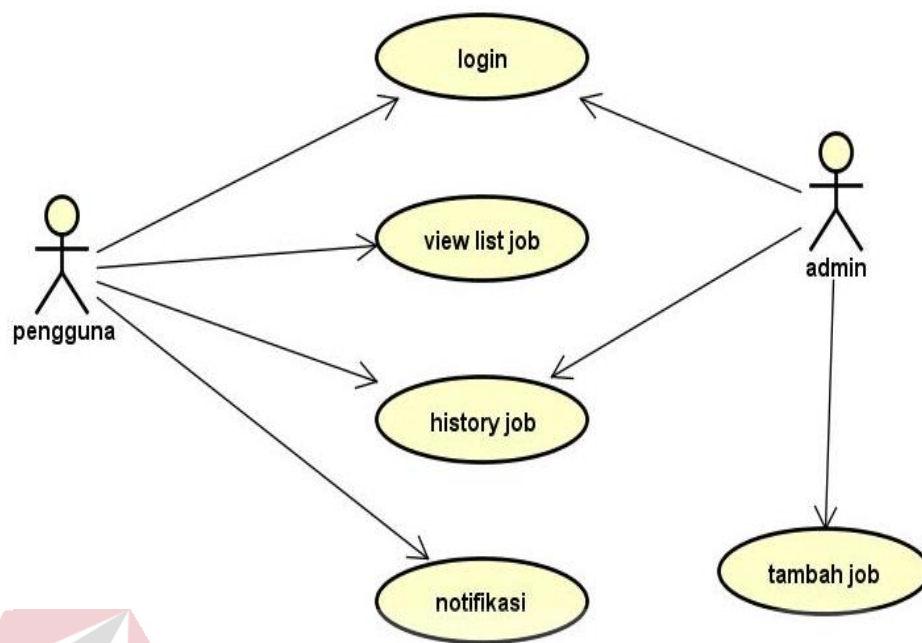 login
view list job
admin
pengguna
history job
tambah job
notifikasi